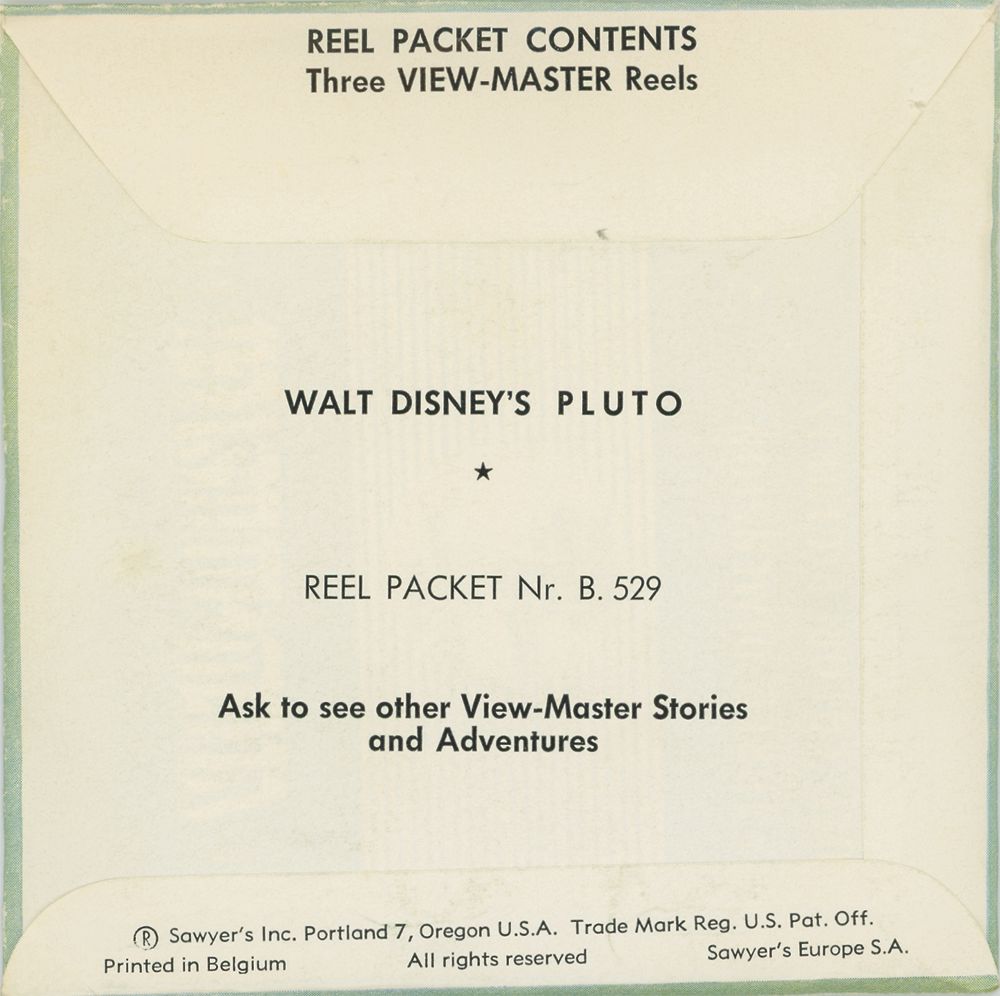 REEL PACKET CONTENTS
Three VIEW-MASTER Reels
WALT DISNEY'S PLUTO
★
REEL PACKET Nr. B. 529
Ask to see other View-Master Stories
and Adventures
® Sawyer's Inc. Portland 7, Oregon U.S.A. Trade Mark Reg. U.S. Pat. Off.
Printed in Belgium All rights reserved Sawyer's Europe S.A.